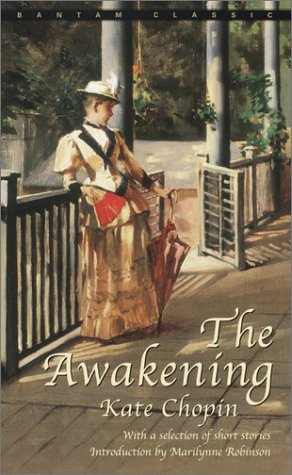 BANTAM CLASSIC
The
Awakening
Kate Chopin
With a selection of short stories
Introduction by Marilynne Robinson